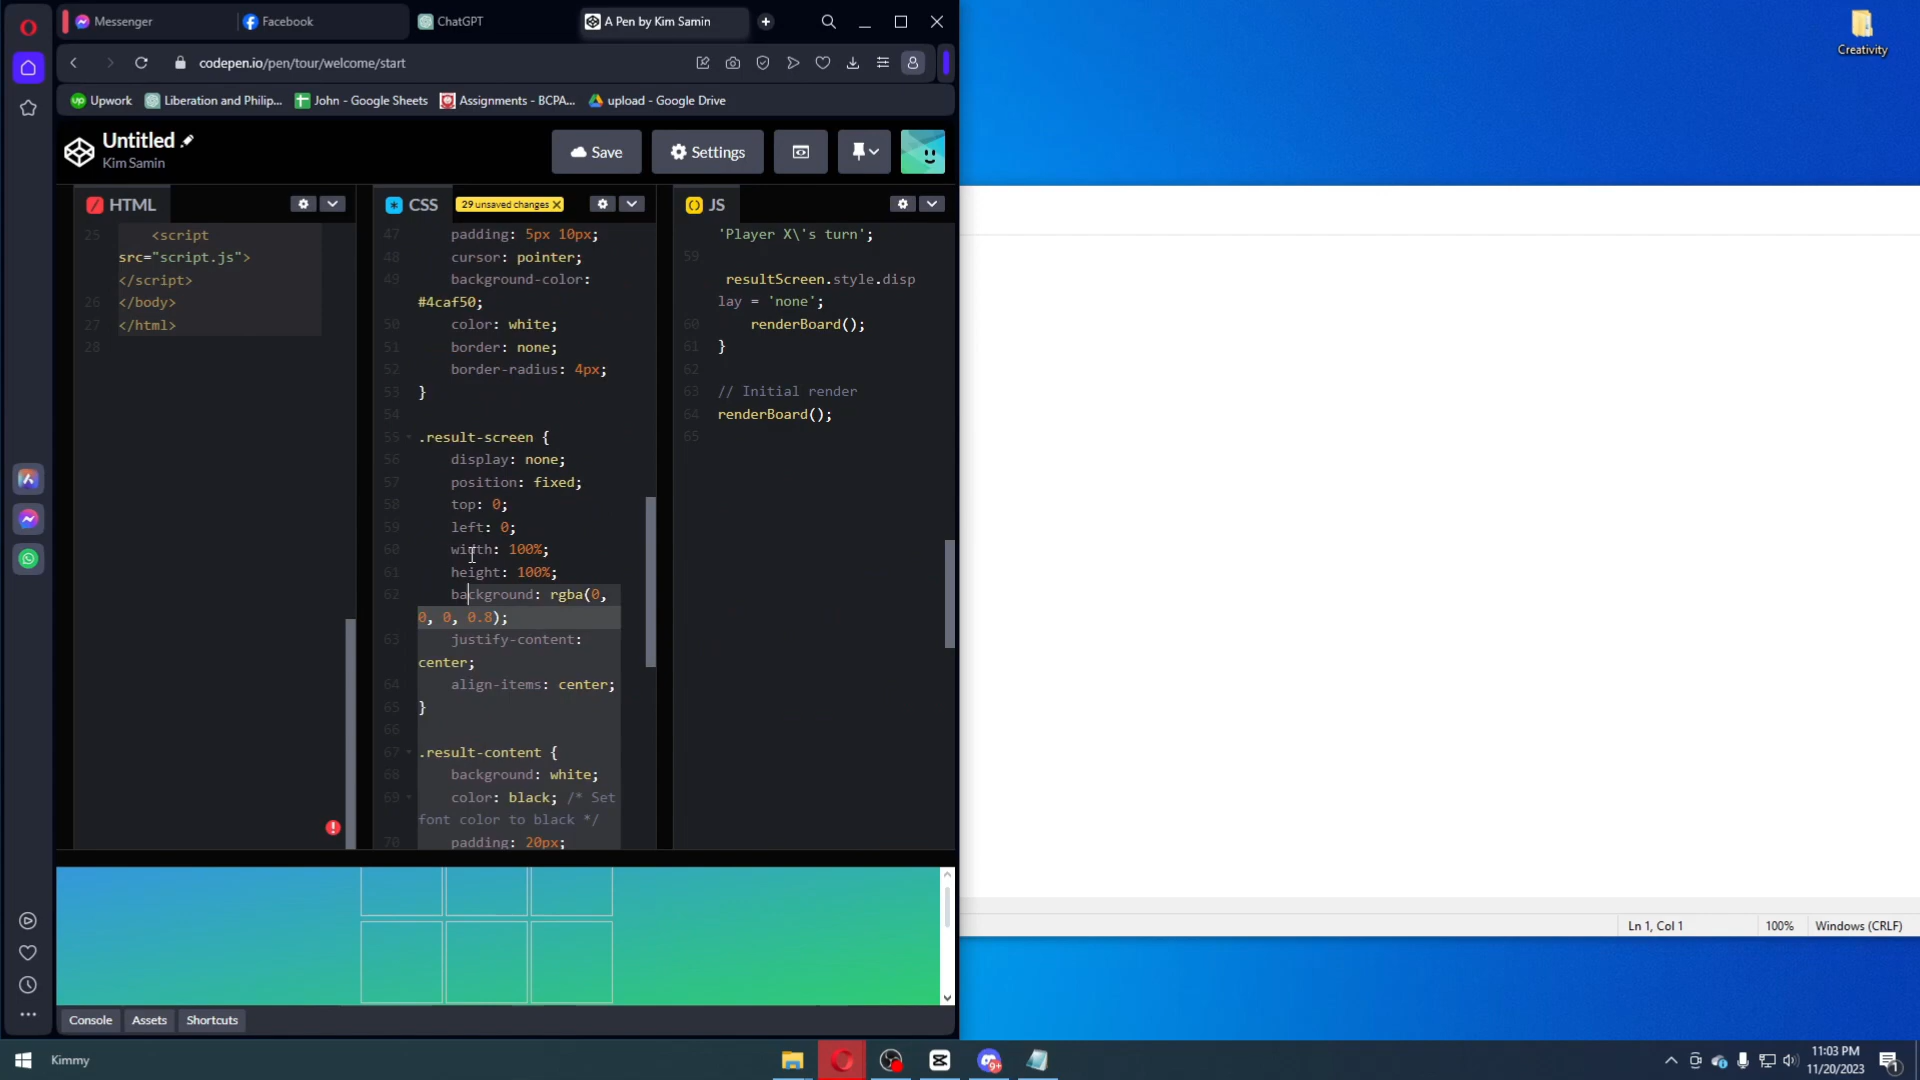 Messenger
Facebook
ChatGPT
A Pen by Kim Samin
Creativity
codepen.io/pen/tour/welcome/start
Upwork
Liberation and Philip...
John - Google Sheets
Assignments - BCPA...
upload - Google Drive
Untitled
Kim Samin
Save
Settings
HTML
CSS
29 unsaved changes ×
JS
25 <script
src="script.js">
</script>
26 </body>
27 </html>
28
47 padding: 5px 10px;
48 cursor: pointer;
49 background-color:
#4caf50;
50 color: white;
51 border: none;
52 border-radius: 4px;
53 }
54
55 .result-screen {
56 display: none;
57 position: fixed;
58 top: 0;
59 left: 0;
60 width: 100%;
61 height: 100%;
62 background: rgba(0,
0, 0, 0.8);
63 justify-content:
center;
64 align-items: center;
65 }
66
67 .result-content {
68 background: white;
69 color: black; /* Set
font color to black */
70 padding: 20px;
'Player X\'s turn';
59
resultScreen.style.disp
lay = 'none';
60 renderBoard();
61 }
62
63 // Initial render
64 renderBoard();
65
Console
Assets
Shortcuts
Ln 1, Col 1
100%
Windows (CRLF)
Kimmy
9+
11:03 PM
11/20/2023
1